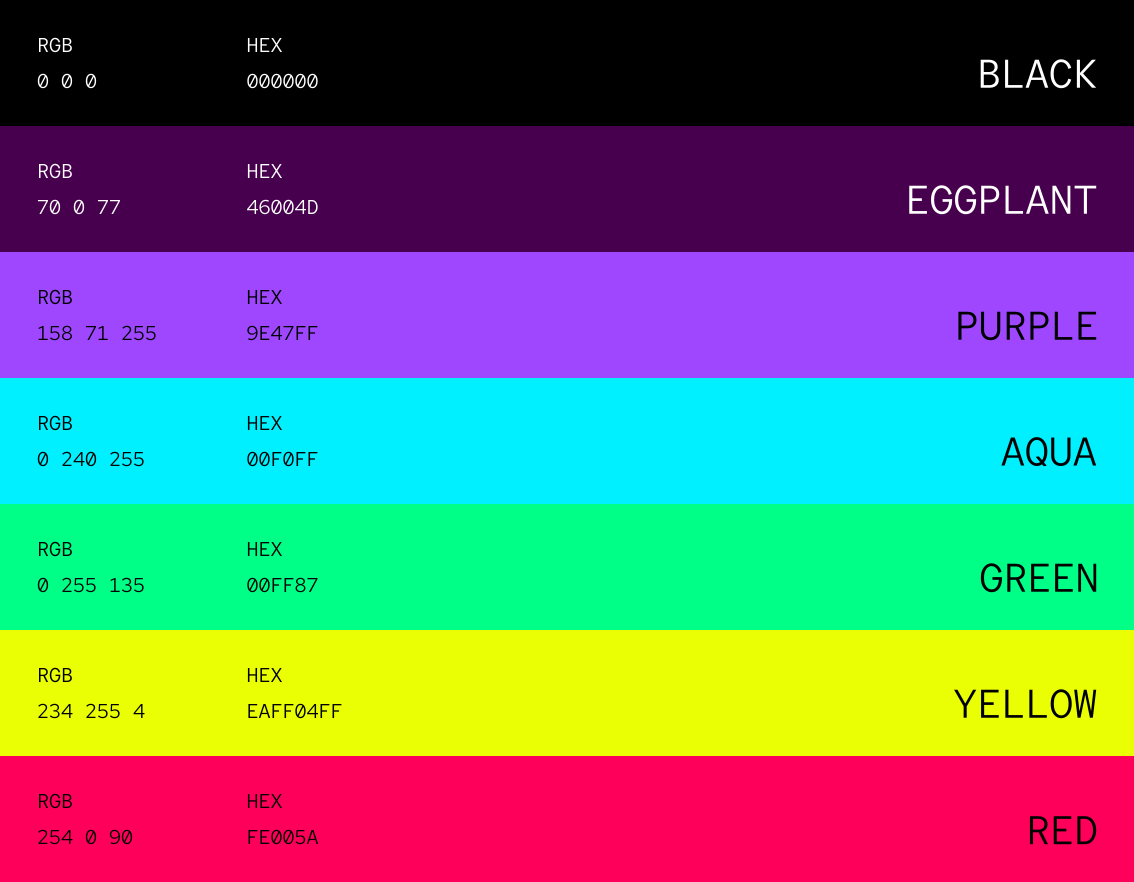 RGB HEX
0 0 0 000000 BLACK
RGB HEX
70 0 77 46004D EGGPLANT
RGB HEX
158 71 255 9E47FF PURPLE
RGB HEX
0 240 255 00F0FF AQUA
RGB HEX
0 255 135 00FF87 GREEN
RGB HEX
234 255 4 EAFF04FF YELLOW
RGB HEX
254 0 90 FE005A RED